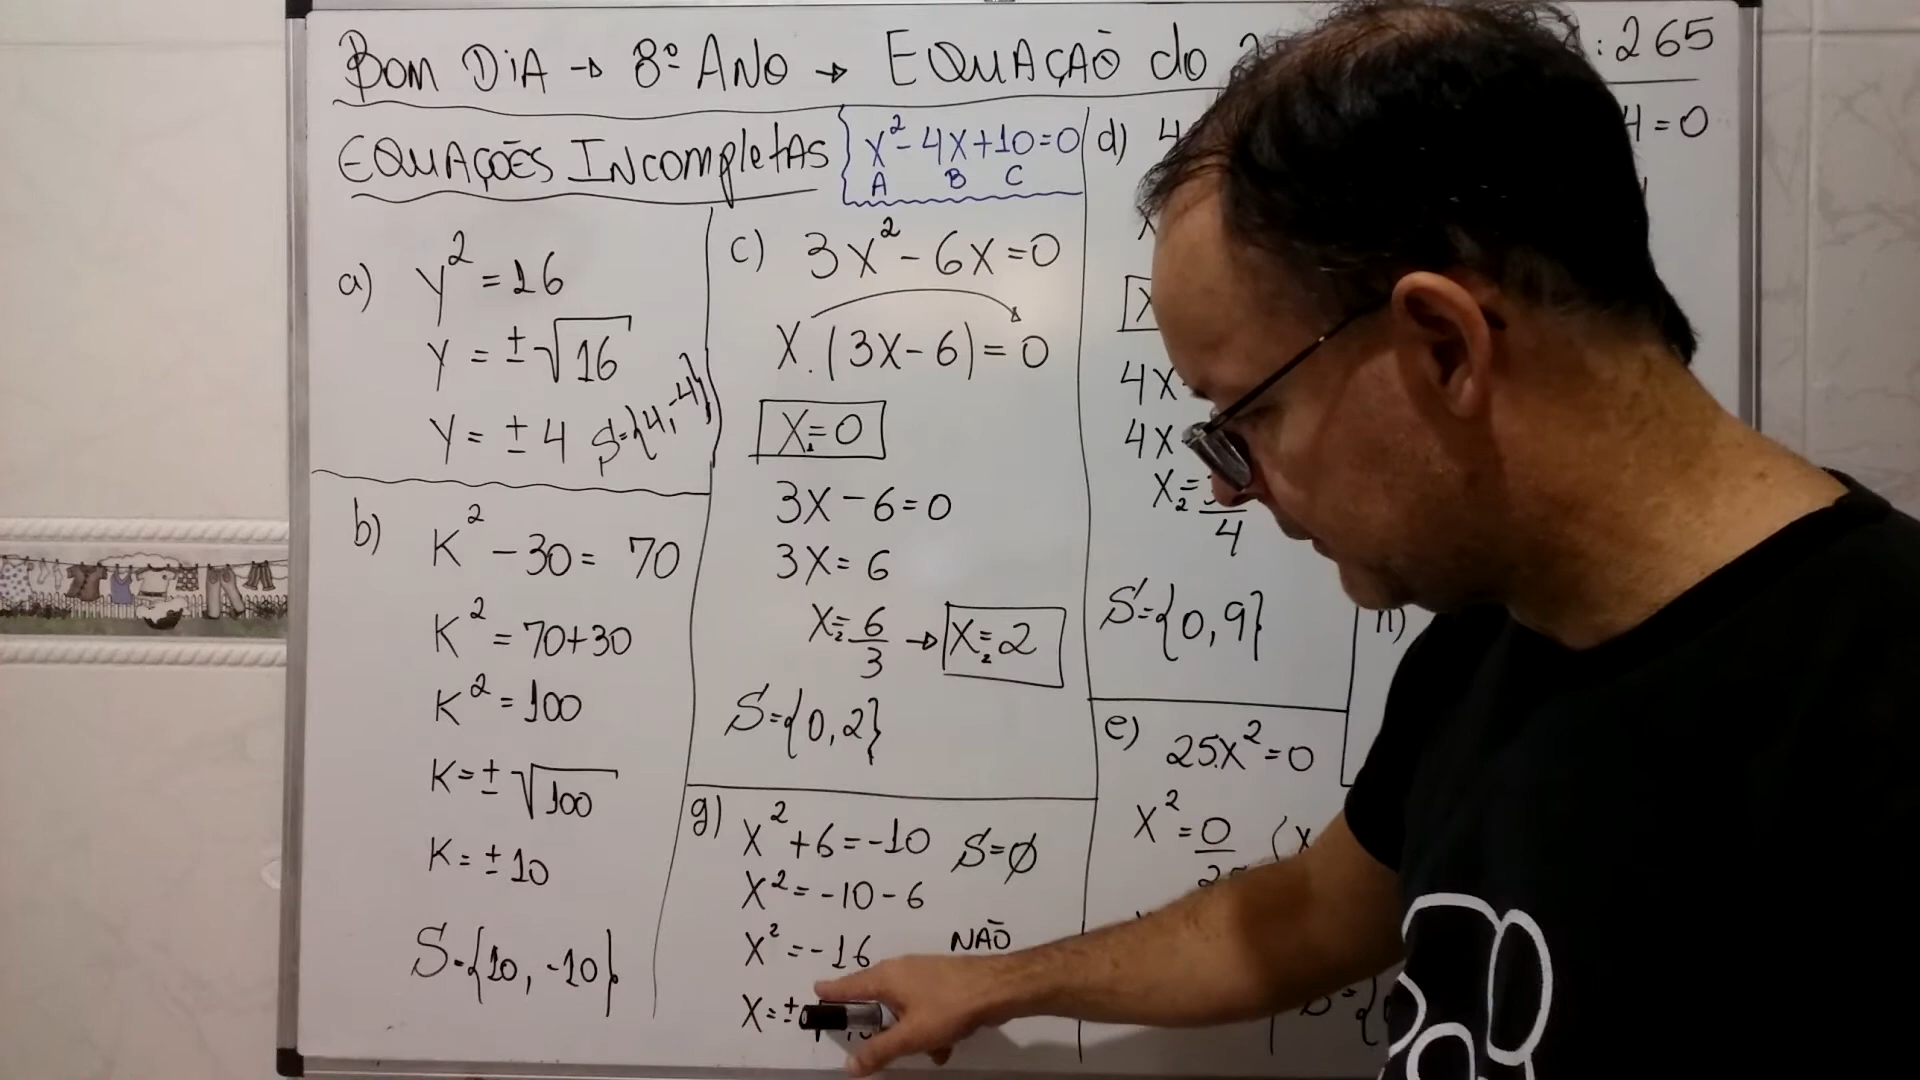 BOM DIA → 8º ANO → EQUAÇÃO do 2 : 265
EQUAÇÕES INCOMPLETAS
x² - 4x + 10 = 0
A B C
a) y² = 16
y = ± √16
y = ± 4 S={4,-4}
b) K² - 30 = 70
K² = 70+30
K² = 100
K = ± √100
K = ± 10
S={10, -10}
c) 3x² - 6x = 0
x.(3x - 6) = 0
x₁=0
3x - 6 = 0
3x = 6
x₂=6/3 → x₂=2
S={0,2}
g) x² + 6 = -10 S=∅
x² = -10 - 6
x² = -16 NÃO
x = ±
d) 4 4 = 0
x
4x
4x
x₂= 4
S={0,9}
e) 25x² = 0
x² = 0
h)